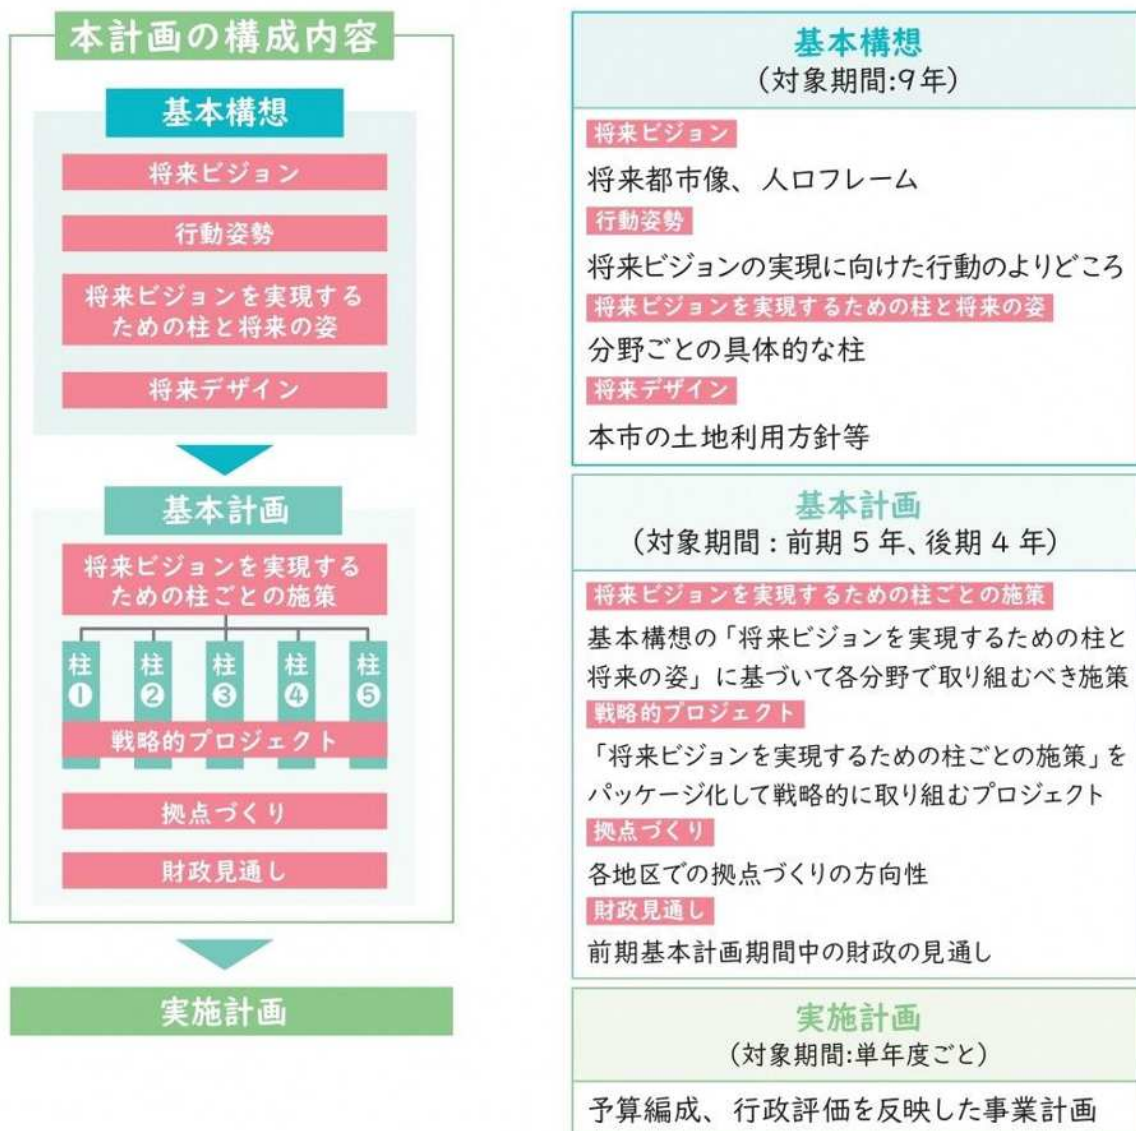 本計画の構成内容
基本構想
将来ビジョン
行動姿勢
将来ビジョンを実現する
ための柱と将来の姿
将来デザイン
基本計画
将来ビジョンを実現する
ための柱ごとの施策
柱❶
柱❷
柱❸
柱❹
柱❺
戦略的プロジェクト
拠点づくり
財政見通し
実施計画
基本構想
(対象期間:9年)
将来ビジョン
将来都市像、人口フレーム
行動姿勢
将来ビジョンの実現に向けた行動のよりどころ
将来ビジョンを実現するための柱と将来の姿
分野ごとの具体的な柱
将来デザイン
本市の土地利用方針等
基本計画
(対象期間:前期5年、後期4年)
将来ビジョンを実現するための柱ごとの施策
基本構想の「将来ビジョンを実現するための柱と
将来の姿」に基づいて各分野で取り組むべき施策
戦略的プロジェクト
「将来ビジョンを実現するための柱ごとの施策」を
パッケージ化して戦略的に取り組むプロジェクト
拠点づくり
各地区での拠点づくりの方向性
財政見通し
前期基本計画期間中の財政の見通し
実施計画
(対象期間:単年度ごと)
予算編成、行政評価を反映した事業計画